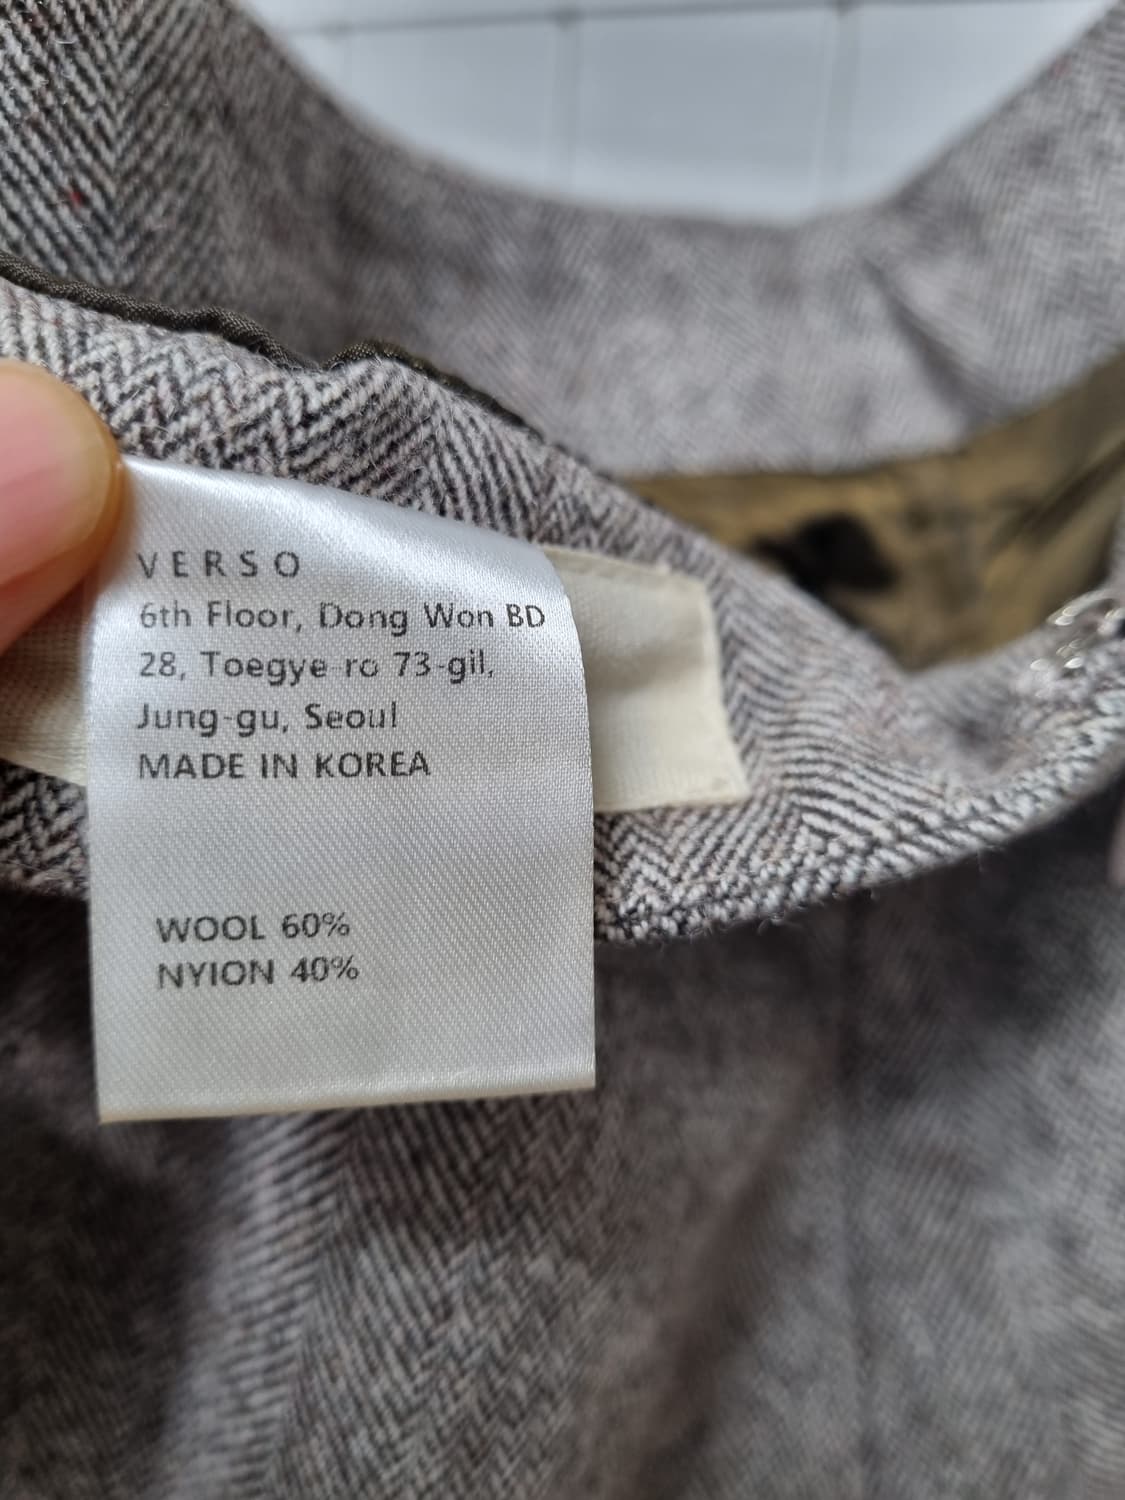 VERSO
6th Floor, Dong Won BD
28, Toegye ro 73-gil,
Jung-gu, Seoul
MADE IN KOREA
WOOL 60%
NYION 40%